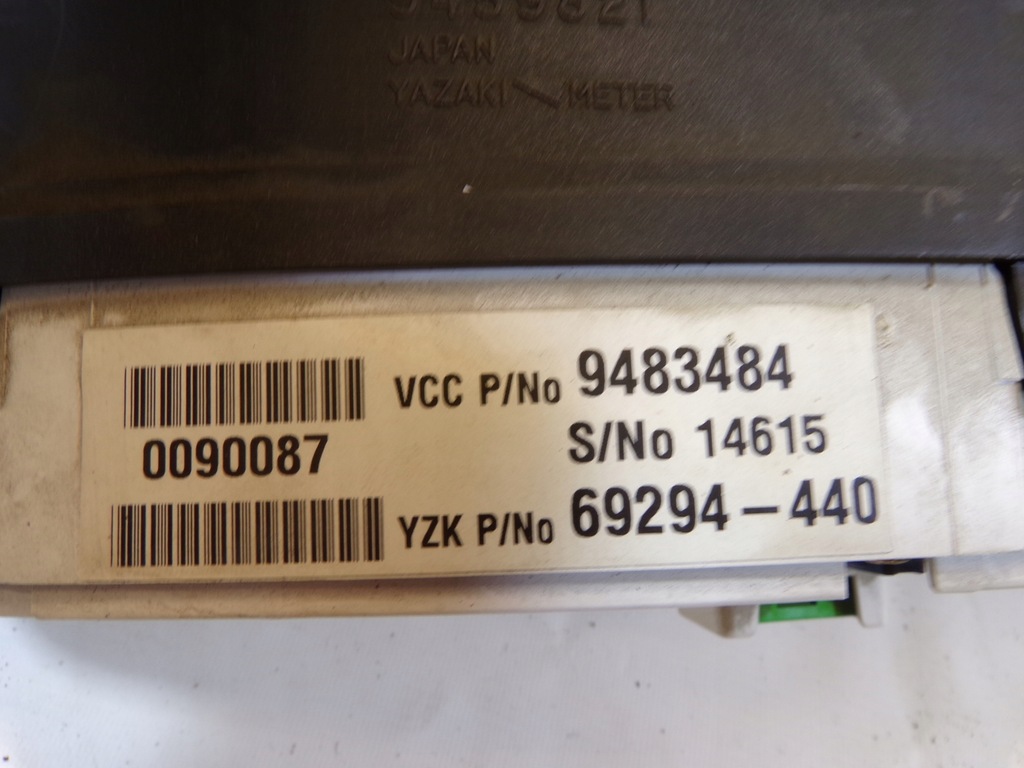 JAPAN
YAZAKI METER
VCC P/No 9483484
0090087
S/No 14615
YZK P/No 69294-440